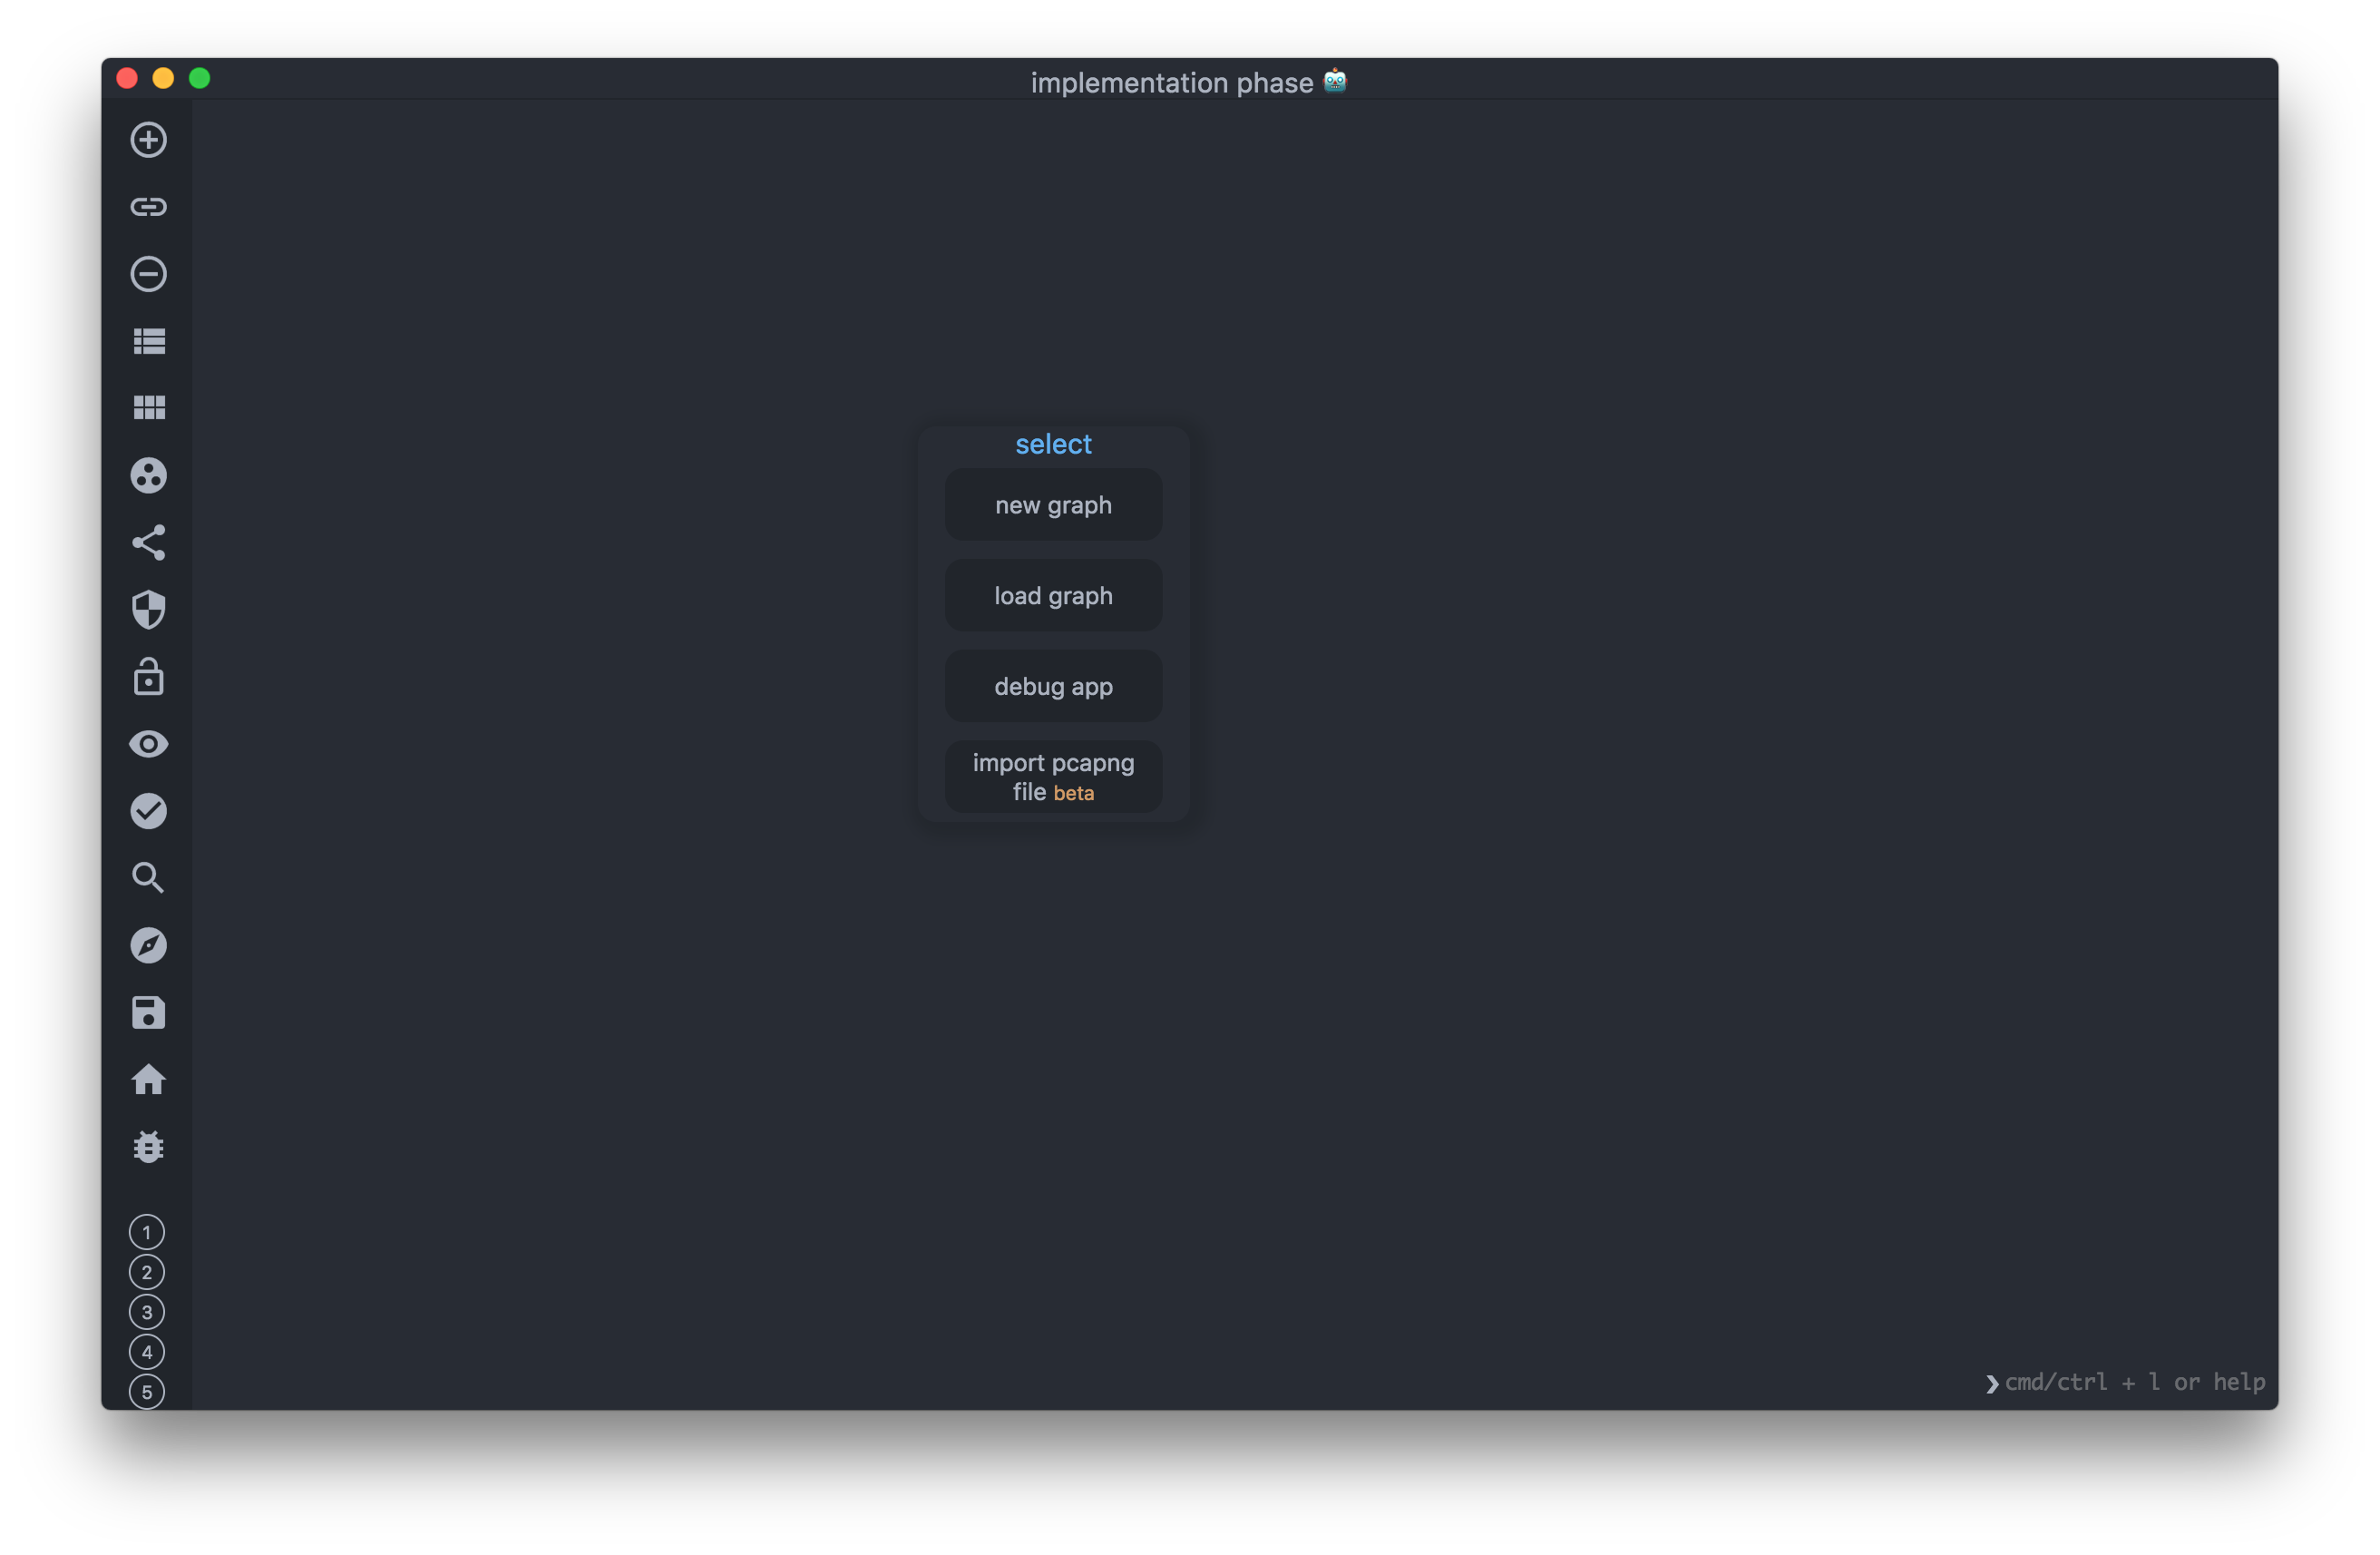 implementation phase 🤖
select
new graph
load graph
debug app
import pcapng
file beta
1
2
3
4
5
❯cmd/ctrl + l or help